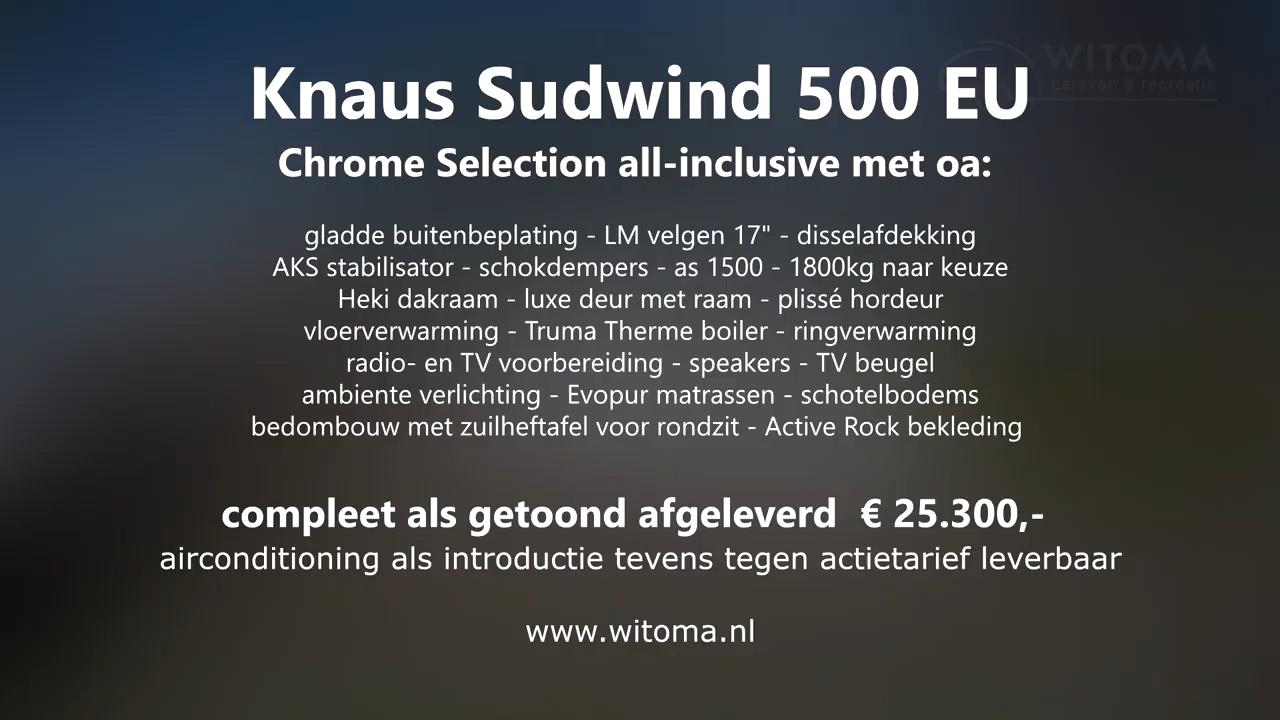 WITOMA
caravan & recreatie
Knaus Sudwind 500 EU
Chrome Selection all-inclusive met oa:
gladde buitenbeplating - LM velgen 17" - disselafdekking
AKS stabilisator - schokdempers - as 1500 - 1800kg naar keuze
Heki dakraam - luxe deur met raam - plissé hordeur
vloerverwarming - Truma Therme boiler - ringverwarming
radio- en TV voorbereiding - speakers - TV beugel
ambiente verlichting - Evopur matrassen - schotelbodems
bedombouw met zuilheftafel voor rondzit - Active Rock bekleding
compleet als getoond afgeleverd € 25.300,-
airconditioning als introductie tevens tegen actietarief leverbaar
www.witoma.nl